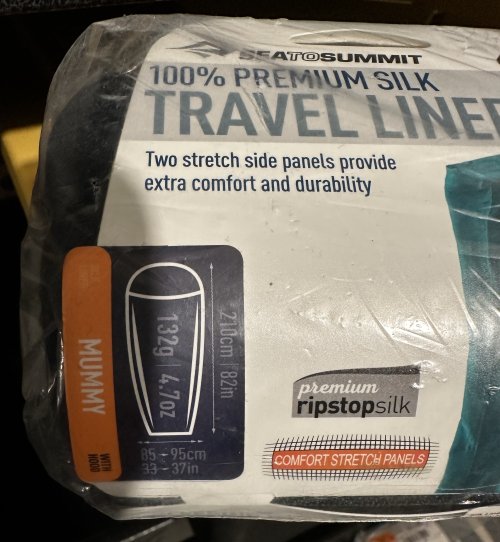 SEATOSUMMIT
100% PREMIUM SILK
TRAVEL LINE
Two stretch side panels provide
extra comfort and durability
MUMMY
WITH
HOOD
132g | 4.7oz
210cm | 82in
85 - 95cm
33 - 37in
premium
ripstopsilk
COMFORT STRETCH PANELS